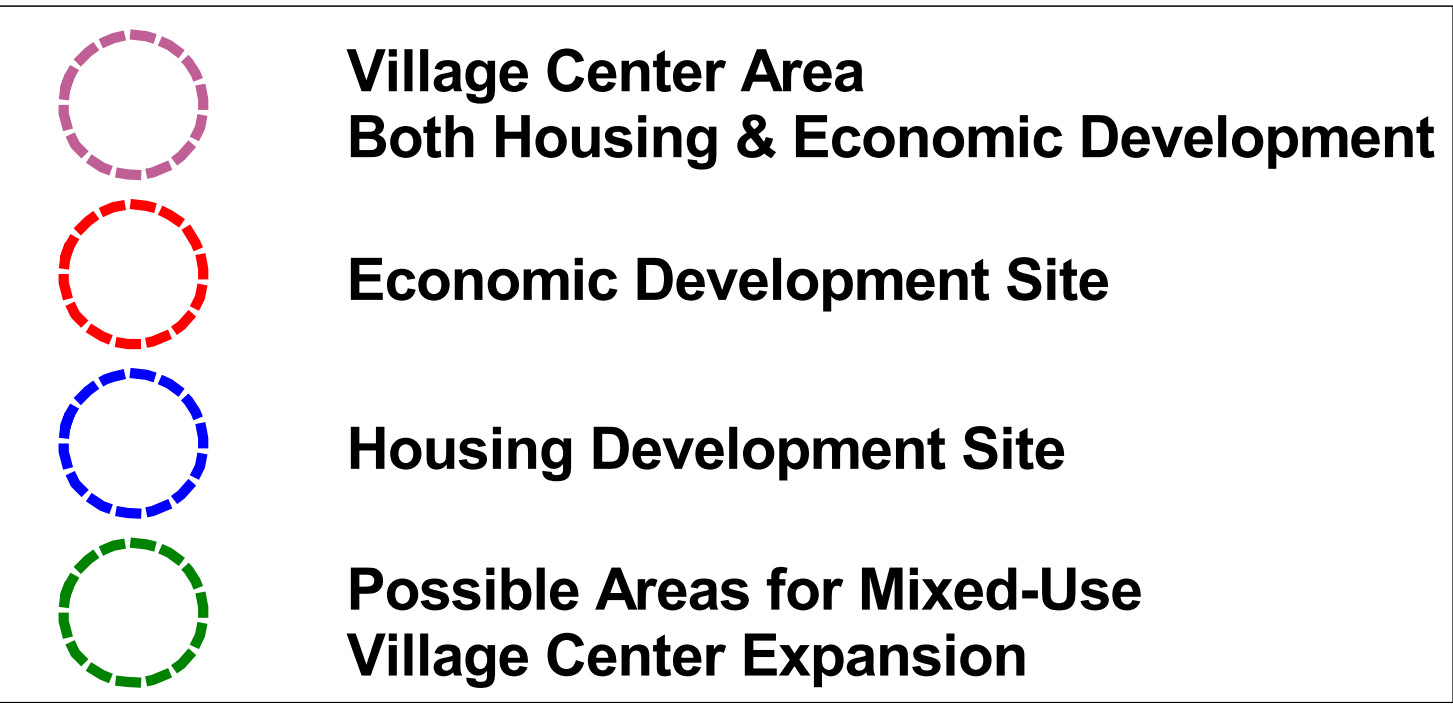 Village Center Area
Both Housing & Economic Development
Economic Development Site
Housing Development Site
Possible Areas for Mixed-Use
Village Center Expansion